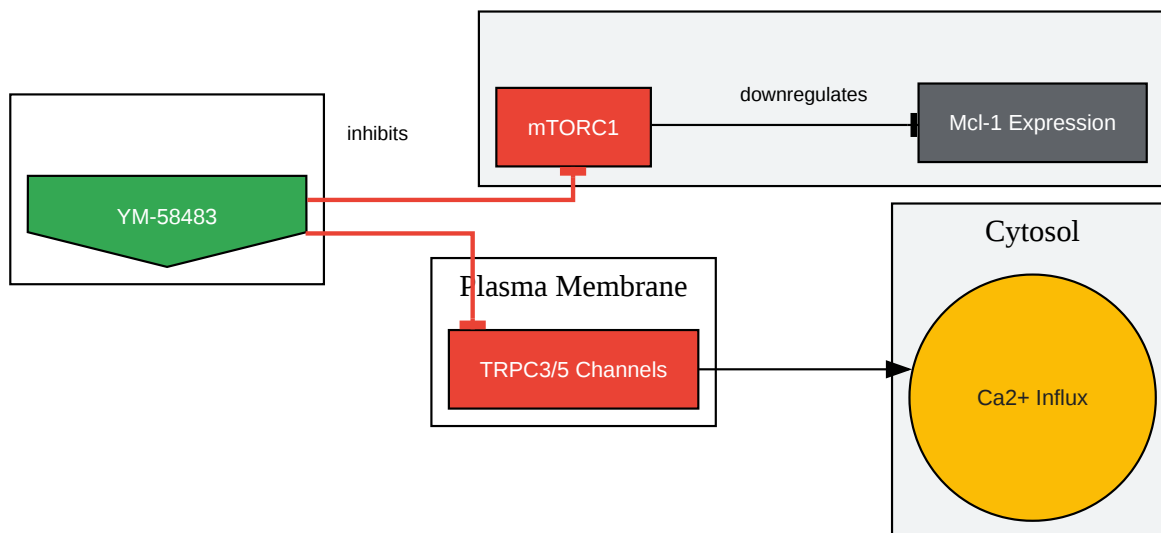 downregulates
mTORC1
Mcl-1 Expression
inhibits
YM-58483
Cytosol
Plasma Membrane
TRPC3/5 Channels
Ca2+ Influx